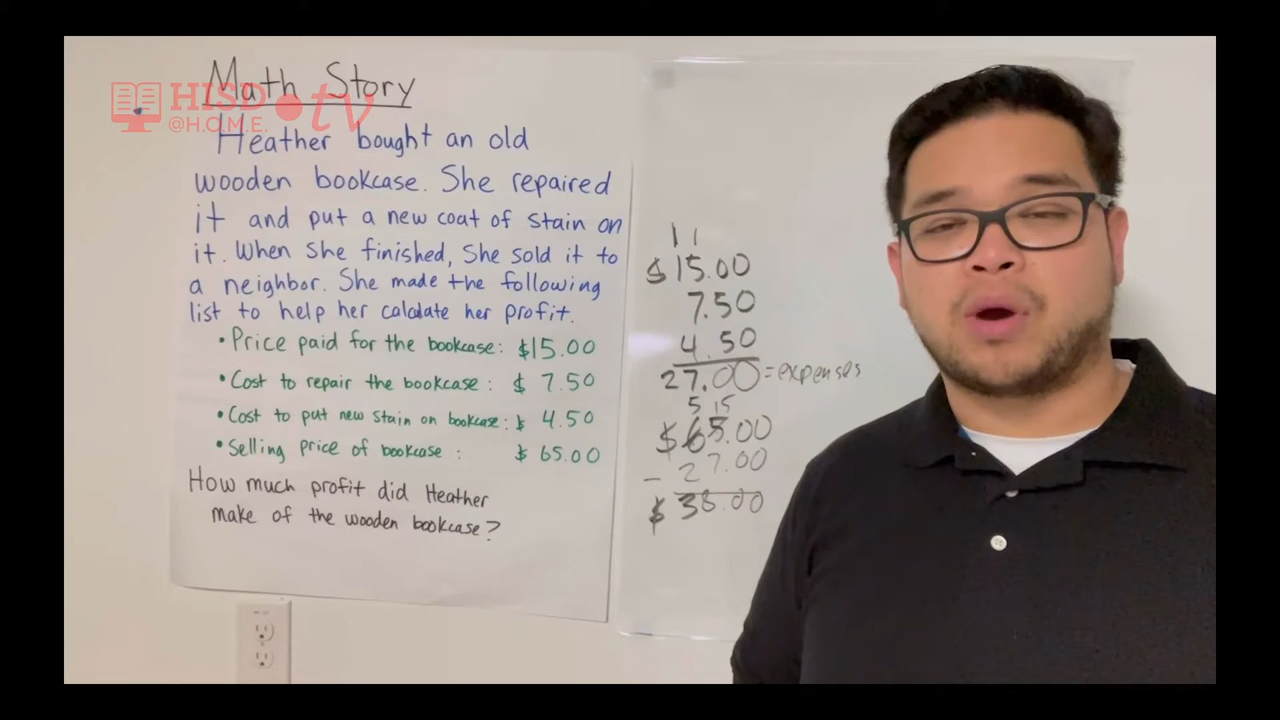 Math Story
HISD tv
@H.O.M.E.
Heather bought an old
wooden bookcase. She repaired
it and put a new coat of stain on
it. When she finished, She sold it to
a neighbor. She made the following
list to help her calculate her profit.
• Price paid for the bookcase: $15.00
• Cost to repair the bookcase: $ 7.50
• Cost to put new stain on bookcase: $ 4.50
• Selling price of bookcase : $ 65.00
How much profit did Heather
make of the wooden bookcase?
1 1
$15.00
7.50
4.50
27.00 = expenses
5 15
$65.00
- 27.00
$ 38.00